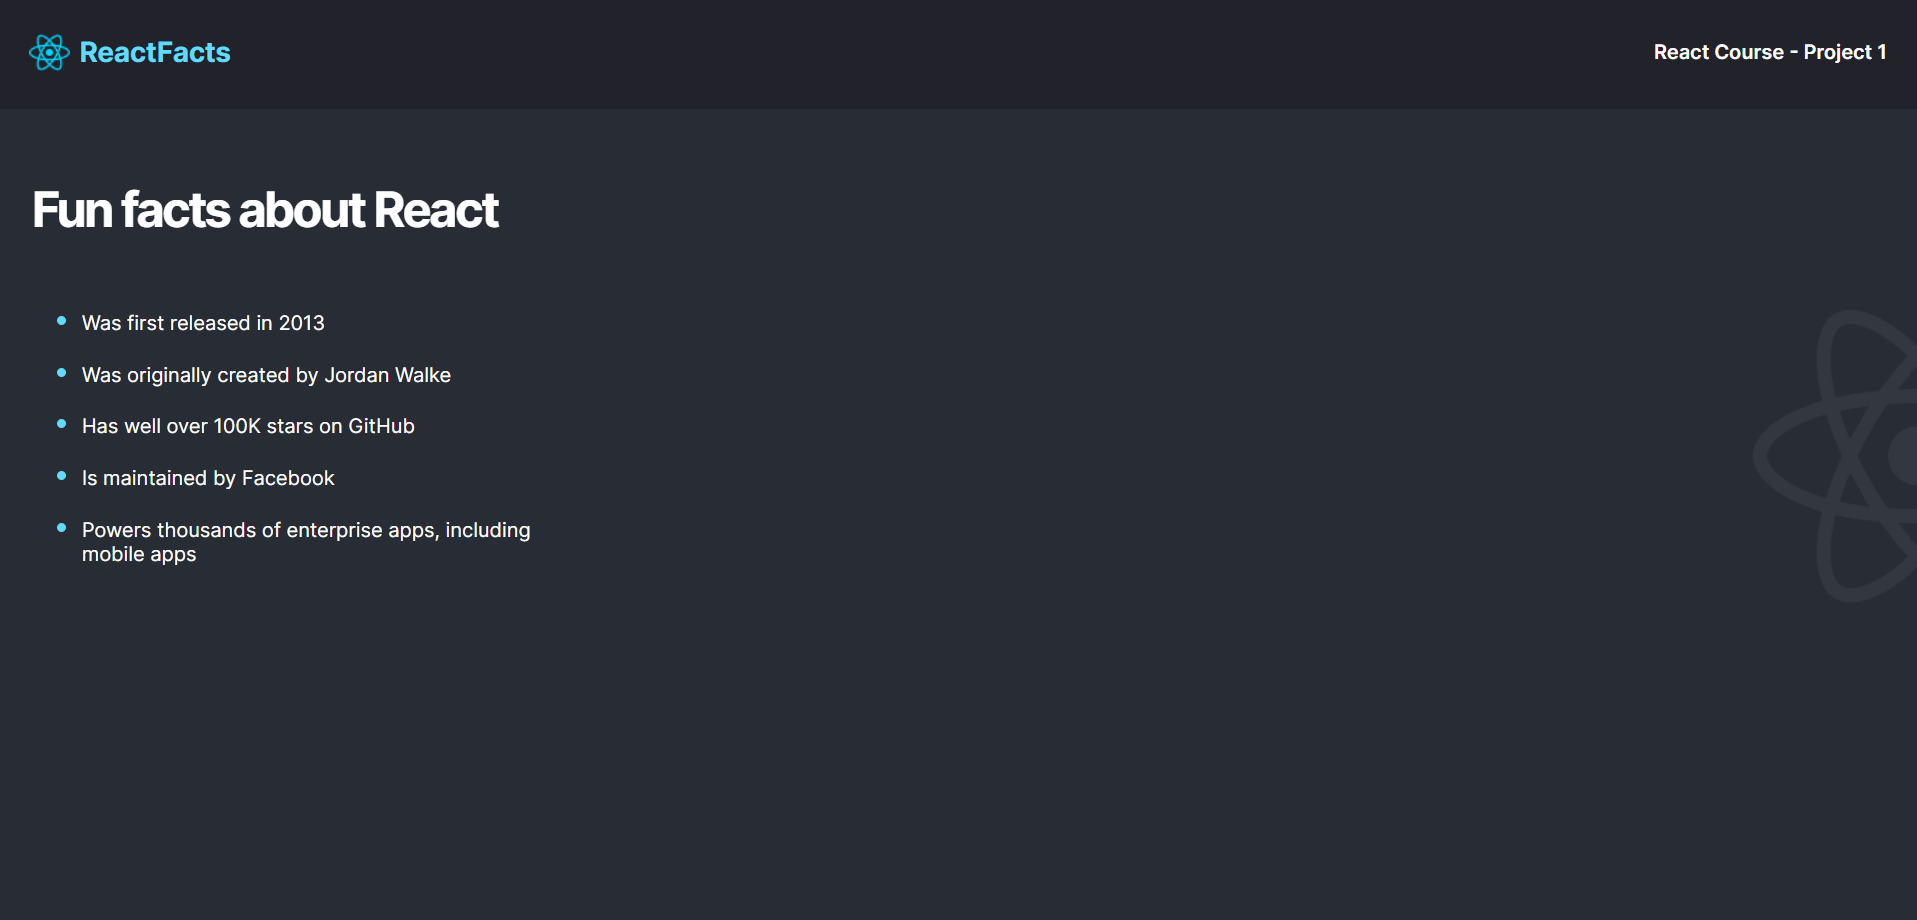 ReactFacts
React Course - Project 1
Fun facts about React
Was first released in 2013
Was originally created by Jordan Walke
Has well over 100K stars on GitHub
Is maintained by Facebook
Powers thousands of enterprise apps, including
mobile apps